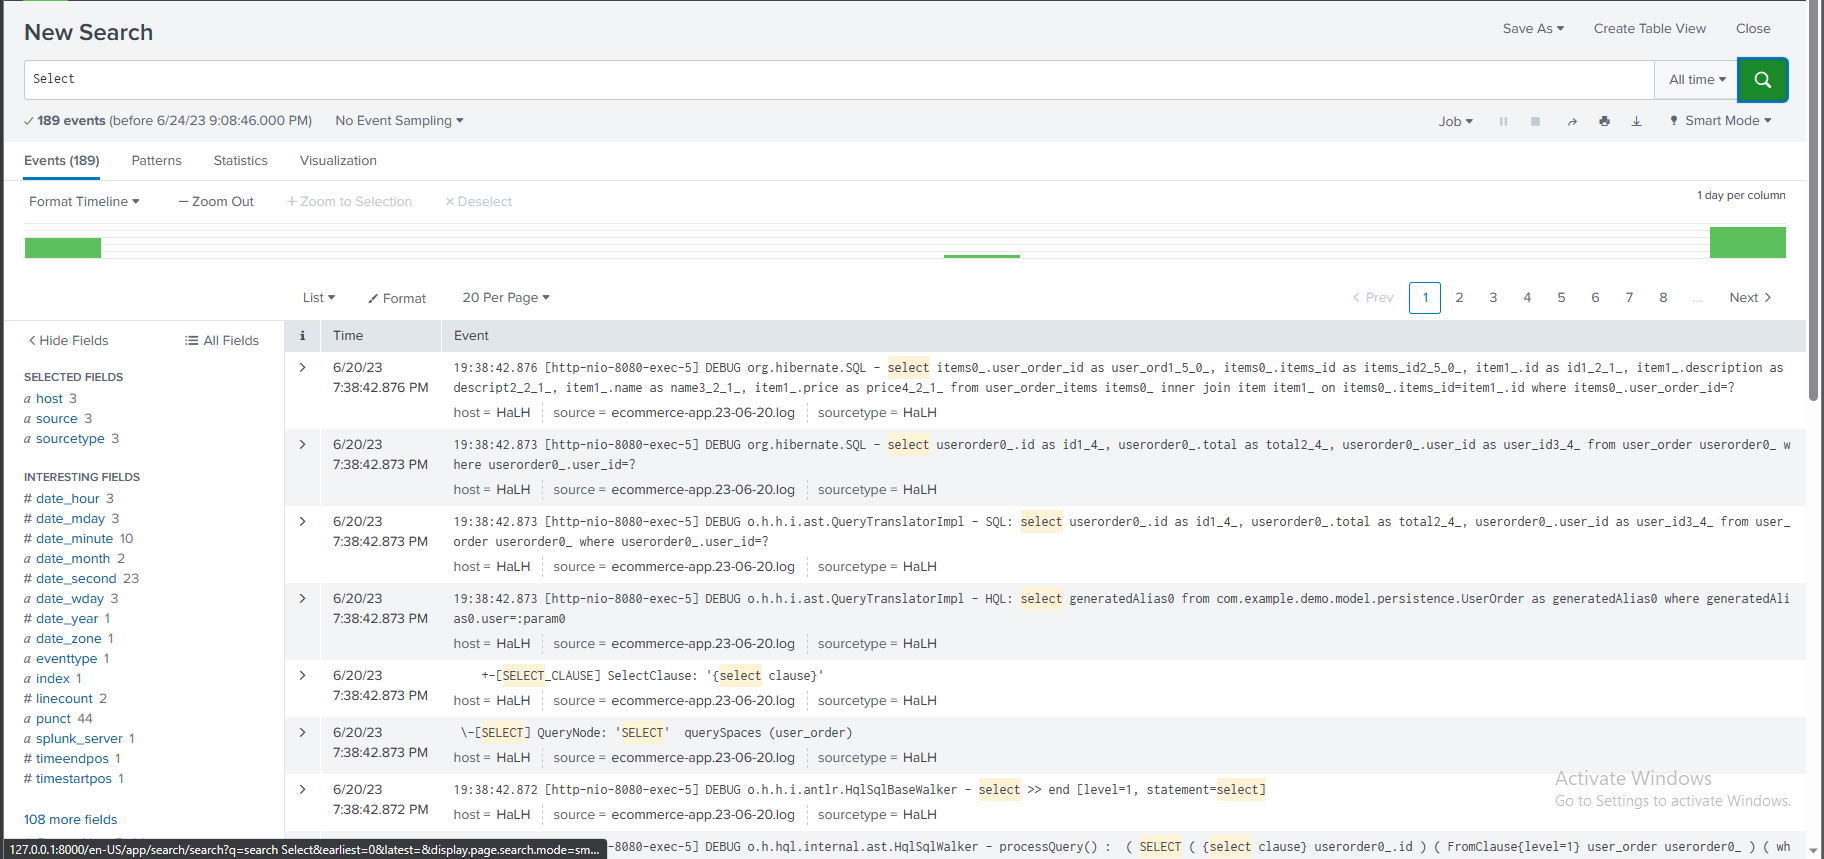 New Search
Save As
Create Table View
Close
Select
All time
189 events (before 6/24/23 9:08:46.000 PM)
No Event Sampling
Job
Smart Mode
Events (189)
Patterns
Statistics
Visualization
Format Timeline
— Zoom Out
+ Zoom to Selection
× Deselect
1 day per column
List
Format
20 Per Page
< Prev
1
2
3
4
5
6
7
8
...
Next >
< Hide Fields
All Fields
SELECTED FIELDS
a host 3
a source 3
a sourcetype 3
INTERESTING FIELDS
# date_hour 3
# date_mday 3
# date_minute 10
a date_month 2
# date_second 23
a date_wday 3
# date_year 1
a date_zone 1
a eventtype 1
a index 1
# linecount 2
a punct 44
a splunk_server 1
# timeendpos 1
# timestartpos 1
108 more fields
i
Time
Event
6/20/23
7:38:42.876 PM
19:38:42.876 [http-nio-8080-exec-5] DEBUG org.hibernate.SQL - select items0_.user_order_id as user_ord1_5_0_, items0_.items_id as items_id2_5_0_, item1_.id as id1_2_1_, item1_.description as
descript2_2_1_, item1_.name as name3_2_1_, item1_.price as price4_2_1_ from user_order_items items0_ inner join item item1_ on items0_.items_id=item1_.id where items0_.user_order_id=?
host = HaLH
source = ecommerce-app.23-06-20.log
sourcetype = HaLH
6/20/23
7:38:42.873 PM
19:38:42.873 [http-nio-8080-exec-5] DEBUG org.hibernate.SQL - select userorder0_.id as id1_4_, userorder0_.total as total2_4_, userorder0_.user_id as user_id3_4_ from user_order userorder0_ w
here userorder0_.user_id=?
host = HaLH
source = ecommerce-app.23-06-20.log
sourcetype = HaLH
6/20/23
7:38:42.873 PM
19:38:42.873 [http-nio-8080-exec-5] DEBUG o.h.h.i.ast.QueryTranslatorImpl - SQL: select userorder0_.id as id1_4_, userorder0_.total as total2_4_, userorder0_.user_id as user_id3_4_ from user_
order userorder0_ where userorder0_.user_id=?
host = HaLH
source = ecommerce-app.23-06-20.log
sourcetype = HaLH
6/20/23
7:38:42.873 PM
19:38:42.873 [http-nio-8080-exec-5] DEBUG o.h.h.i.ast.QueryTranslatorImpl - HQL: select generatedAlias0 from com.example.demo.model.persistence.UserOrder as generatedAlias0 where generatedAli
as0.user=:param0
host = HaLH
source = ecommerce-app.23-06-20.log
sourcetype = HaLH
6/20/23
7:38:42.873 PM
+-[SELECT_CLAUSE] SelectClause: '{select clause}'
host = HaLH
source = ecommerce-app.23-06-20.log
sourcetype = HaLH
6/20/23
7:38:42.873 PM
\-[SELECT] QueryNode: 'SELECT'  querySpaces (user_order)
host = HaLH
source = ecommerce-app.23-06-20.log
sourcetype = HaLH
6/20/23
7:38:42.872 PM
19:38:42.872 [http-nio-8080-exec-5] DEBUG o.h.h.i.antlr.HqlSqlBaseWalker - select >> end [level=1, statement=select]
host = HaLH
source = ecommerce-app.23-06-20.log
sourcetype = HaLH
-8080-exec-5] DEBUG o.h.hql.internal.ast.HqlSqlWalker - processQuery() :  ( SELECT ( {select clause} userorder0_.id ) ( FromClause{level=1} user_order userorder0_ ) ( wh
Activate Windows
Go to Settings to activate Windows.
127.0.0.1:8000/en-US/app/search/search?q=search Select&earliest=0&latest=&display.page.search.mode=sm...